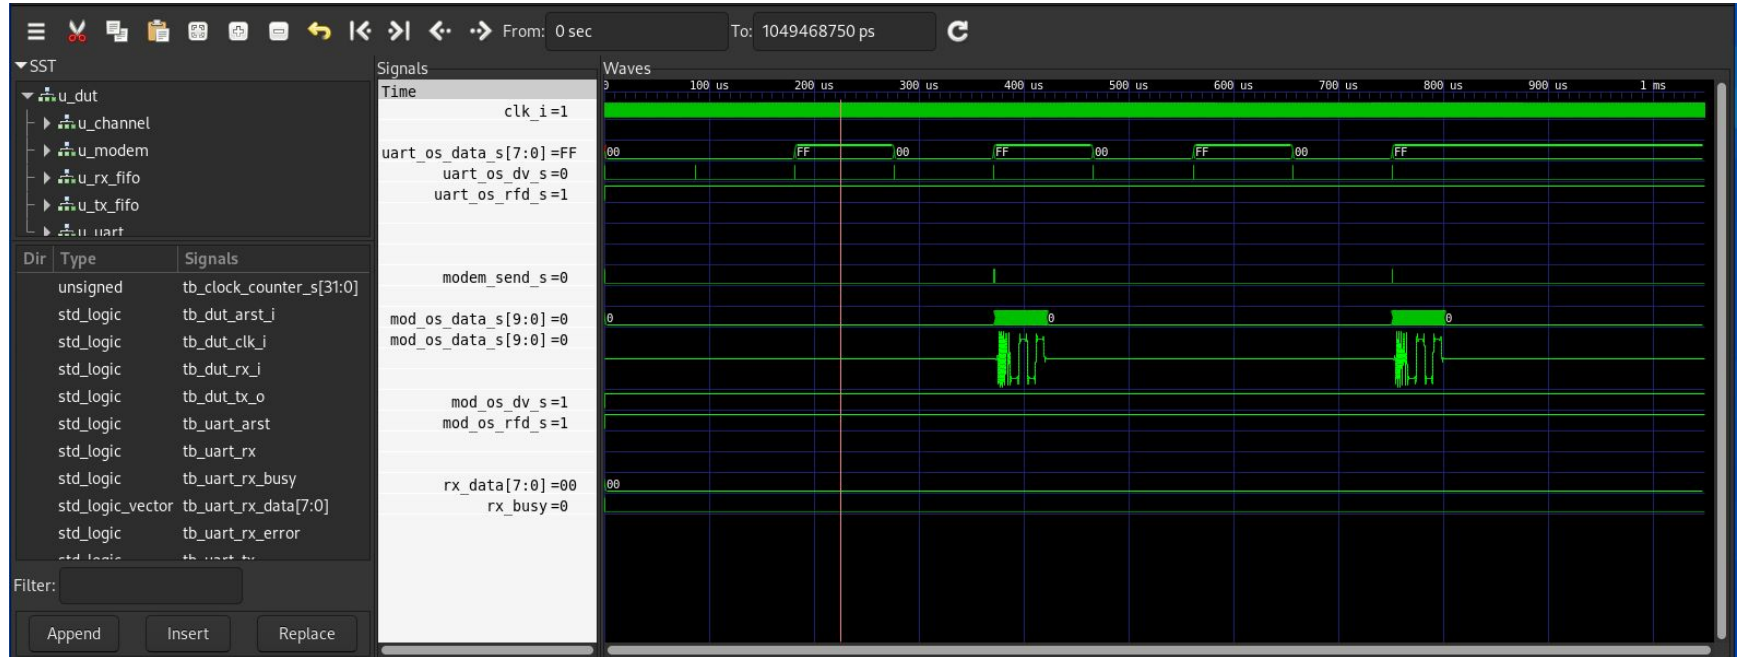 From: 0 sec To: 1049468750 ps
SST
u_dut
u_channel
u_modem
u_rx_fifo
u_tx_fifo
u_uart
Dir Type Signals
unsigned tb_clock_counter_s[31:0]
std_logic tb_dut_arst_i
std_logic tb_dut_clk_i
std_logic tb_dut_rx_i
std_logic tb_dut_tx_o
std_logic tb_uart_arst
std_logic tb_uart_rx
std_logic tb_uart_rx_busy
std_logic_vector tb_uart_rx_data[7:0]
std_logic tb_uart_rx_error
std_logic tb_uart_tx
Filter:
Append Insert Replace
Signals
Time
clk_i=1
uart_os_data_s[7:0]=FF
uart_os_dv_s=0
uart_os_rfd_s=1
modem_send_s=0
mod_os_data_s[9:0]=0
mod_os_data_s[9:0]=0
mod_os_dv_s=1
mod_os_rfd_s=1
rx_data[7:0]=00
rx_busy=0
Waves
0 100 us 200 us 300 us 400 us 500 us 600 us 700 us 800 us 900 us 1 ms
00 FF 00 FF 00 FF 00 FF
0 0 0
00